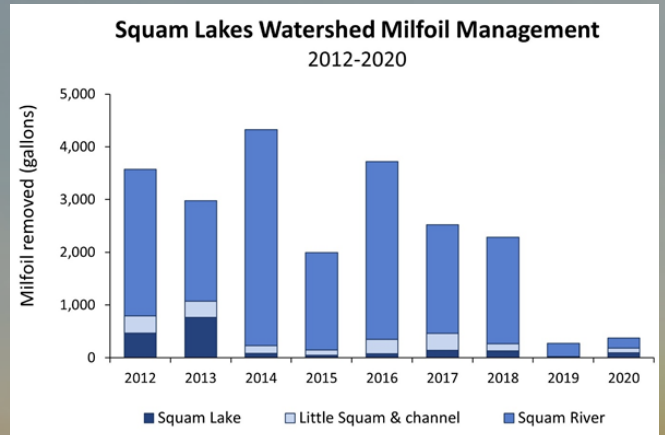 Squam Lakes Watershed Milfoil Management
2012-2020
Milfoil removed (gallons)
5,000
4,000
3,000
2,000
1,000
0
2012 2013 2014 2015 2016 2017 2018 2019 2020
Squam Lake Little Squam & channel Squam River